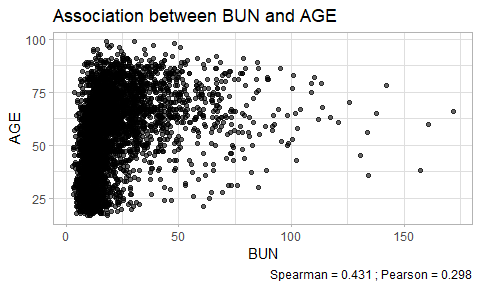 Association between BUN and AGE
100
75
50
25
AGE
0 50 100 150
BUN
Spearman = 0.431 ; Pearson = 0.298